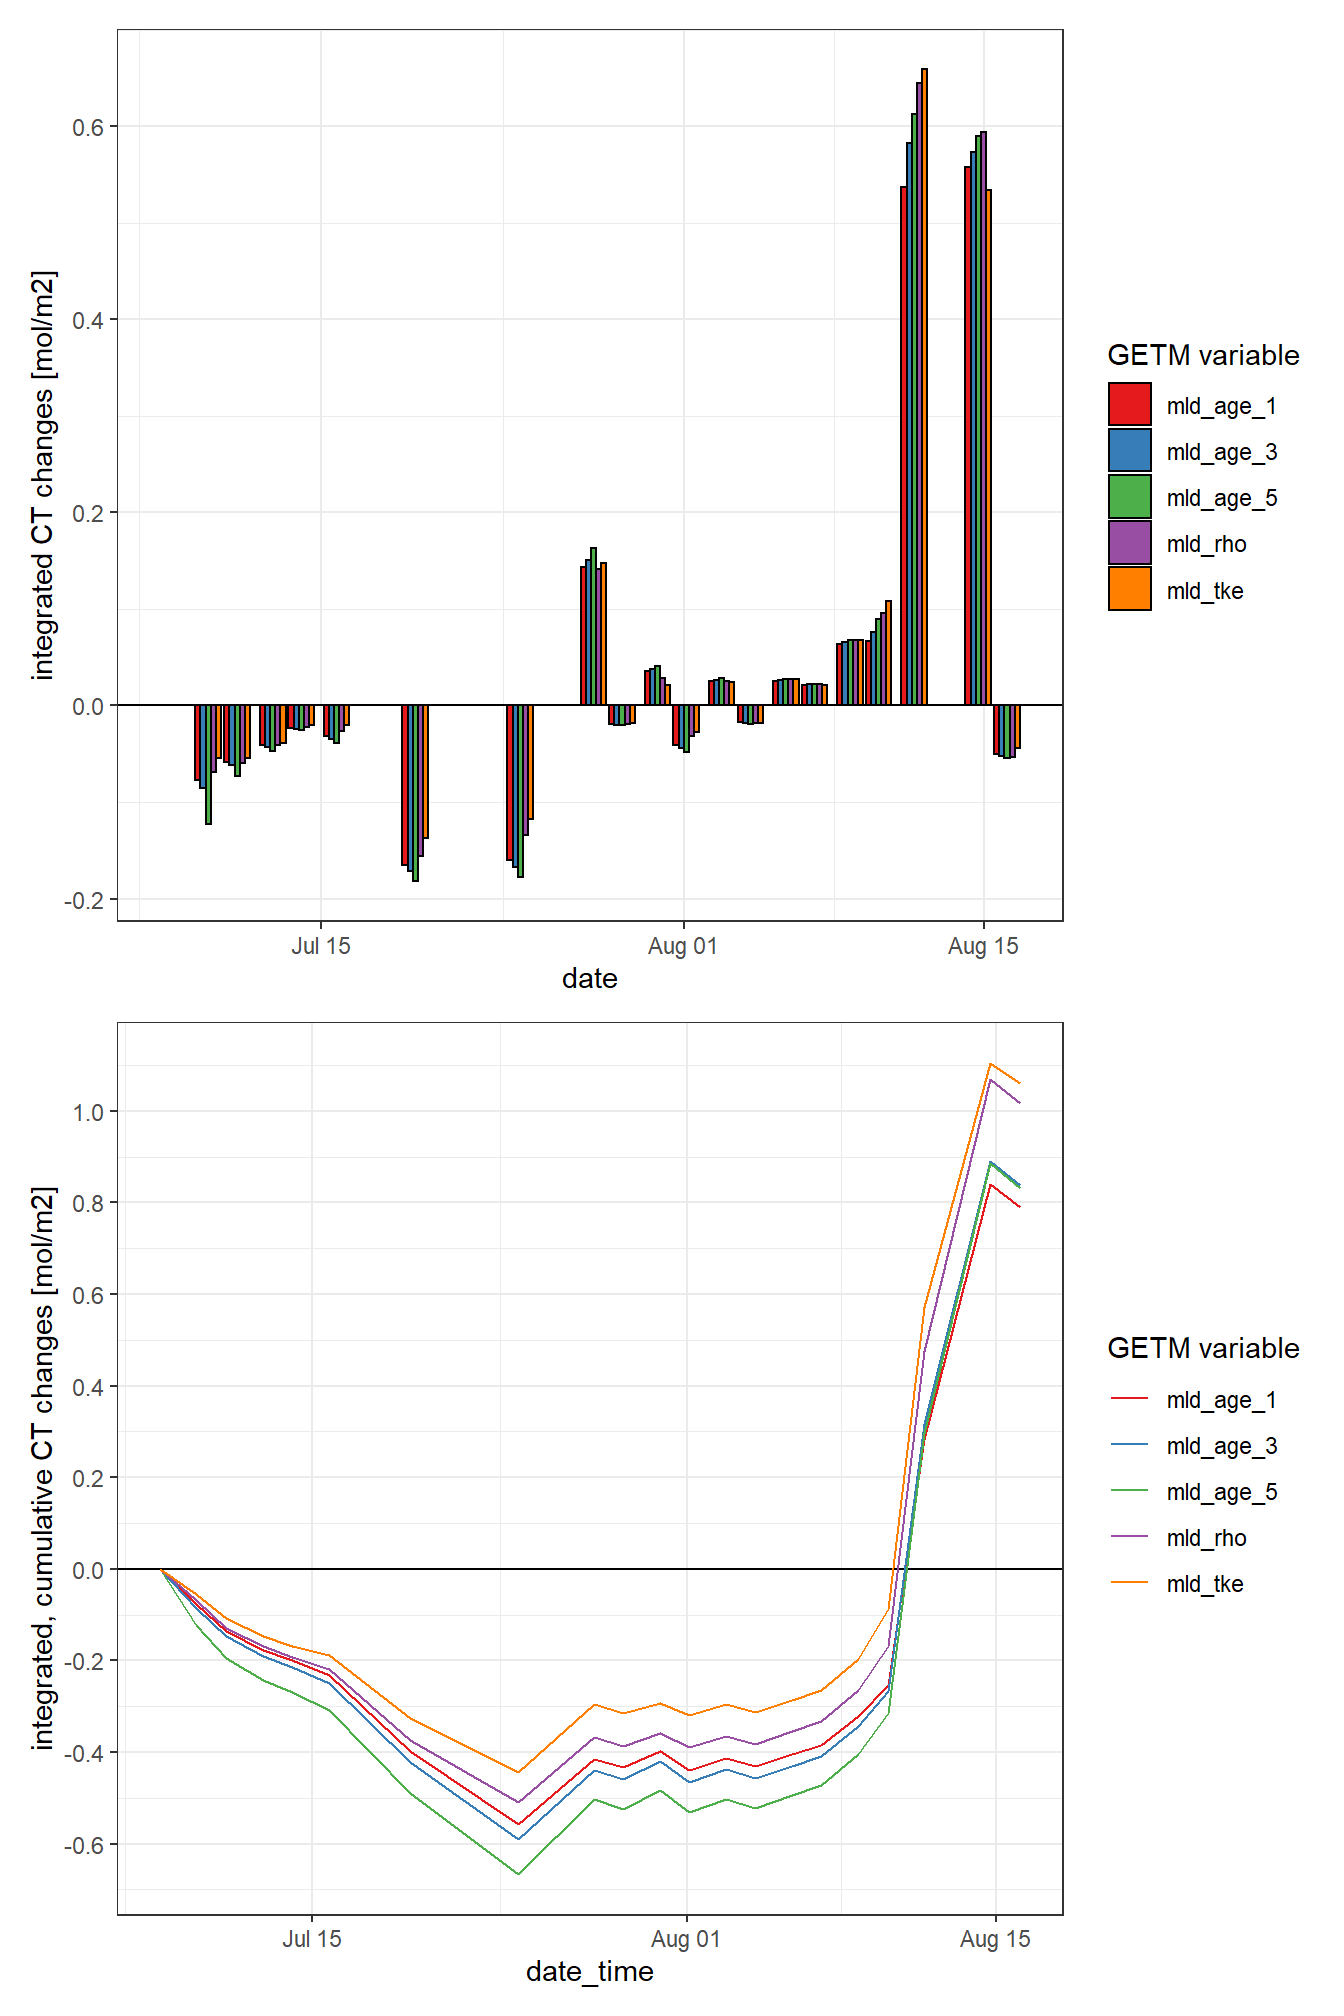 integrated CT changes [mol/m2]
0.6
0.4
0.2
0.0
-0.2
Jul 15
Aug 01
Aug 15
date
GETM variable
mld_age_1
mld_age_3
mld_age_5
mld_rho
mld_tke
integrated, cumulative CT changes [mol/m2]
1.0
0.8
0.6
0.4
0.2
0.0
-0.2
-0.4
-0.6
Jul 15
Aug 01
Aug 15
date_time
GETM variable
mld_age_1
mld_age_3
mld_age_5
mld_rho
mld_tke